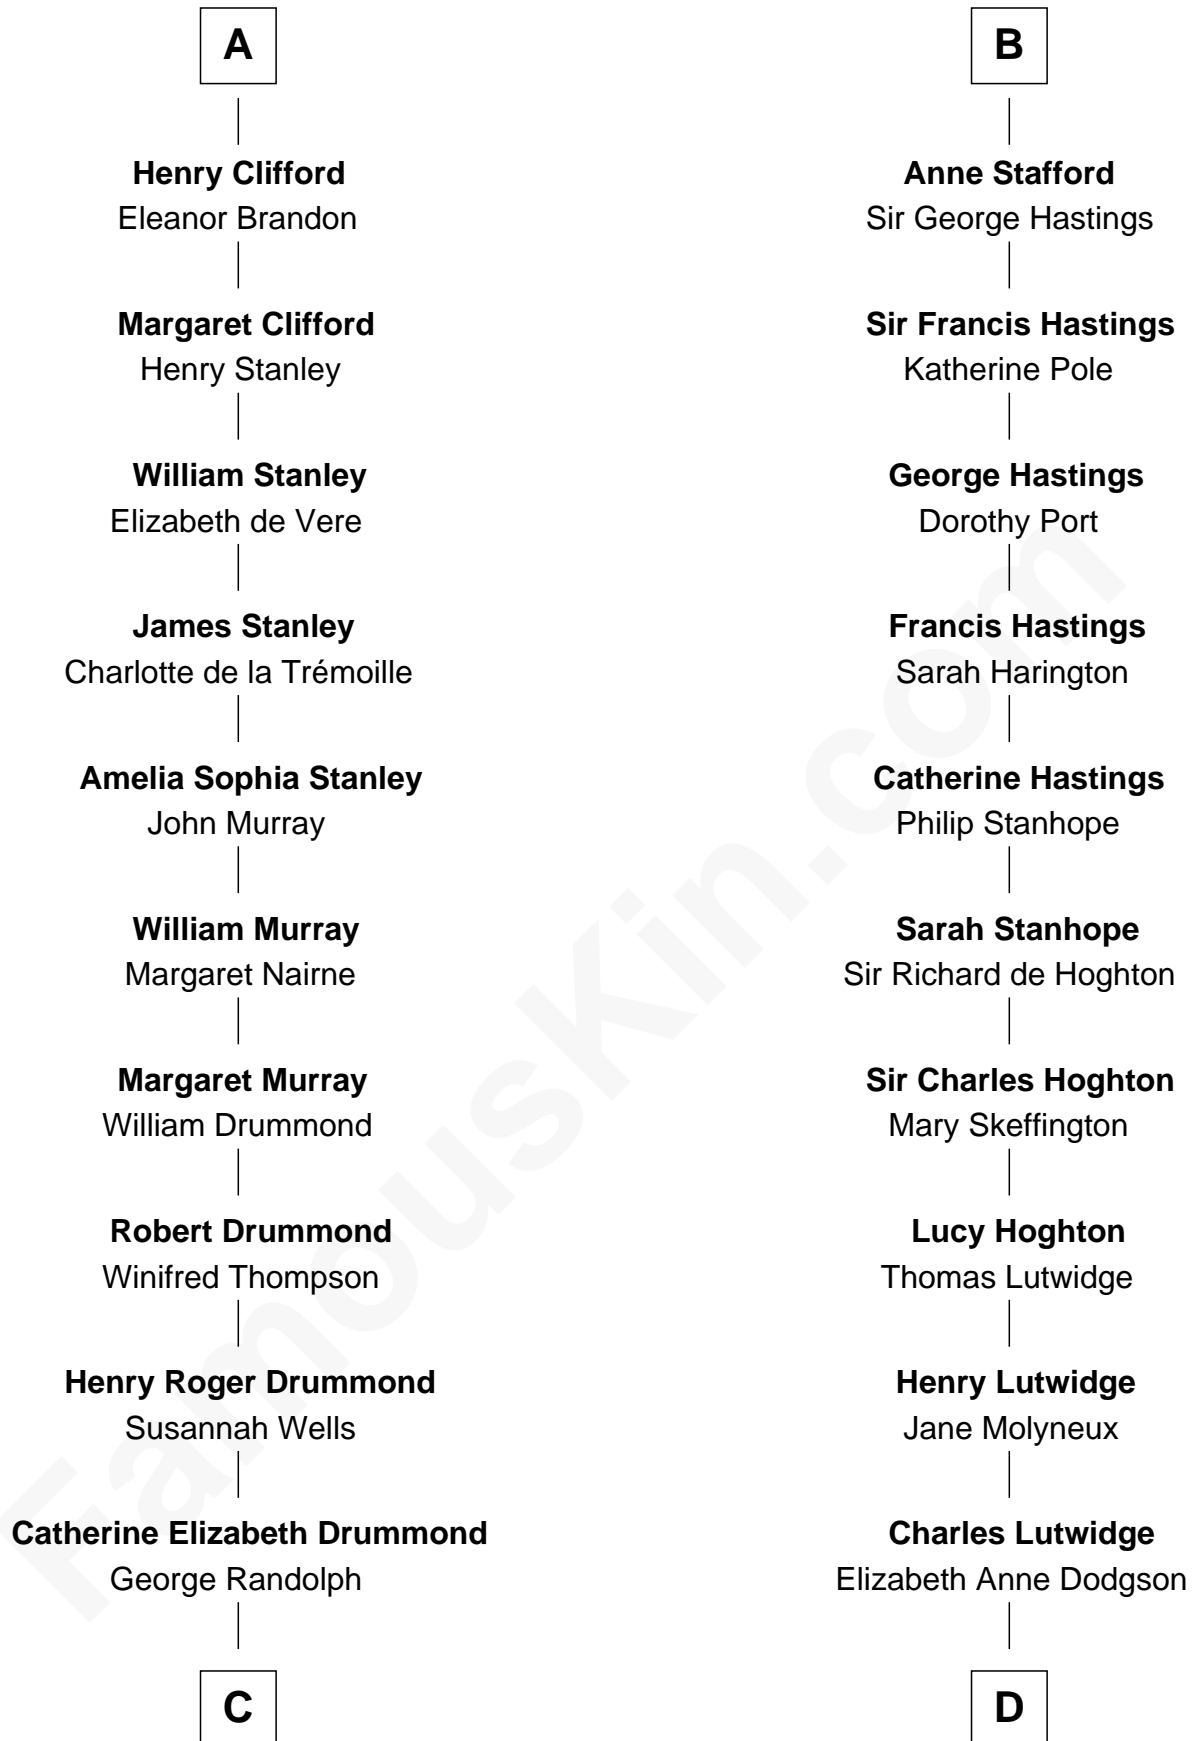 A
Henry Clifford
Eleanor Brandon
Margaret Clifford
Henry Stanley
William Stanley
Elizabeth de Vere
James Stanley
Charlotte de la Trémoille
Amelia Sophia Stanley
John Murray
William Murray
Margaret Nairne
Margaret Murray
William Drummond
Robert Drummond
Winifred Thompson
Henry Roger Drummond
Susannah Wells
Catherine Elizabeth Drummond
George Randolph
C
B
Anne Stafford
Sir George Hastings
Sir Francis Hastings
Katherine Pole
George Hastings
Dorothy Port
Francis Hastings
Sarah Harington
Catherine Hastings
Philip Stanhope
Sarah Stanhope
Sir Richard de Hoghton
Sir Charles Hoghton
Mary Skeffington
Lucy Hoghton
Thomas Lutwidge
Henry Lutwidge
Jane Molyneux
Charles Lutwidge
Elizabeth Anne Dodgson
D
FamousKin.com